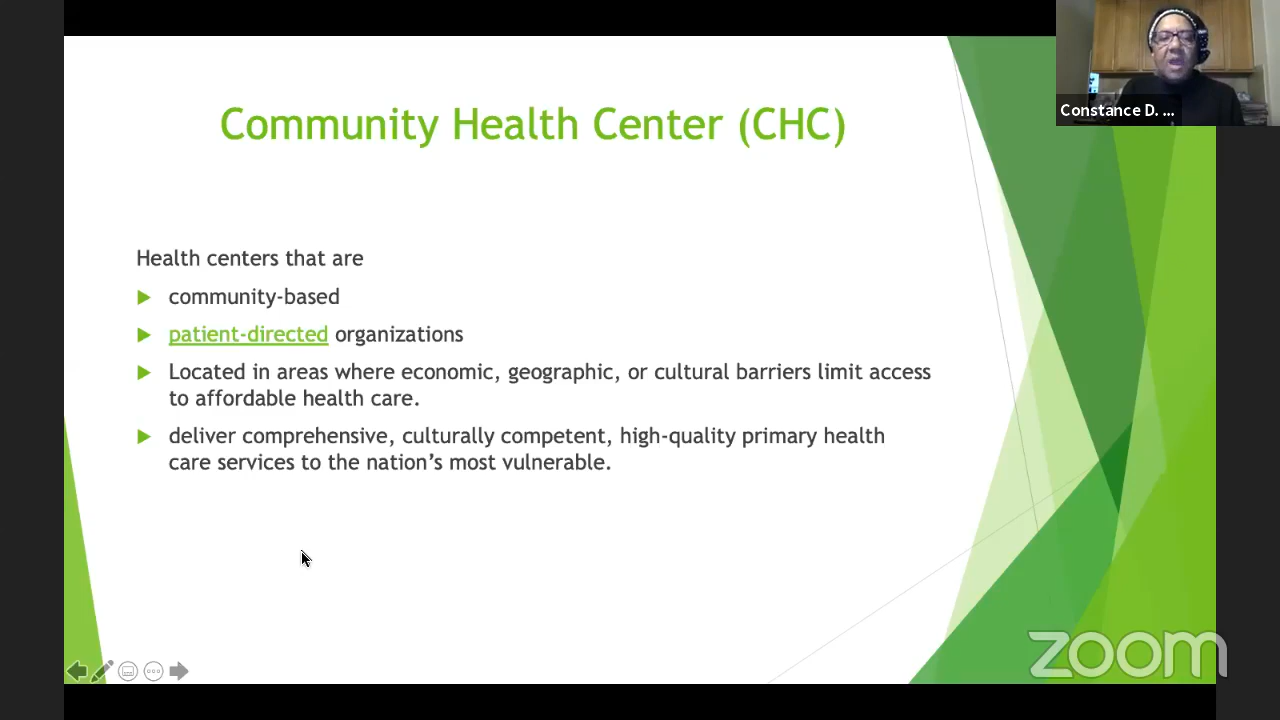 Community Health Center (CHC)
Constance D. ...
Health centers that are
community-based
patient-directed organizations
Located in areas where economic, geographic, or cultural barriers limit access
to affordable health care.
deliver comprehensive, culturally competent, high-quality primary health
care services to the nation's most vulnerable.
zoom